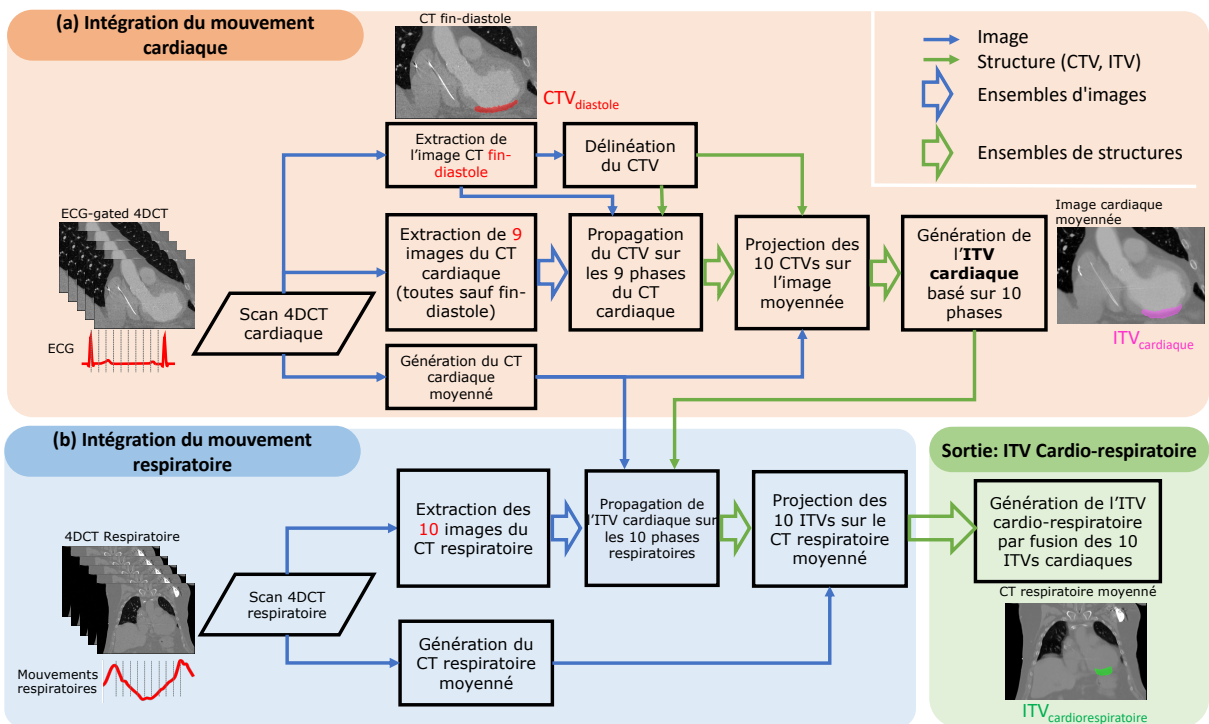 (a) Intégration du mouvement
cardiaque
CT fin-diastole
CTVdiastole
Image
Structure (CTV, ITV)
Ensembles d'images
Ensembles de structures
Extraction de
l'image CT fin-
diastole
Délinéation
du CTV
ECG-gated 4DCT
ECG
Scan 4DCT
cardiaque
Extraction de 9
images du CT
cardiaque
(toutes sauf fin-
diastole)
Propagation
du CTV sur
les 9 phases
du CT
cardiaque
Projection des
10 CTVs sur
l'image
moyennée
Génération de
l'ITV
cardiaque
basé sur 10
phases
Image cardiaque
moyennée
ITVcardiaque
Génération du CT
cardiaque
moyenné
(b) Intégration du mouvement
respiratoire
4DCT Respiratoire
Mouvements
respiratoires
Scan 4DCT
respiratoire
Extraction des
10 images du
CT respiratoire
Propagation de
l'ITV cardiaque sur
les 10 phases
respiratoires
Projection des
10 ITVs sur le
CT respiratoire
moyenné
Génération du
CT respiratoire
moyenné
Sortie: ITV Cardio-respiratoire
Génération de l'ITV
cardio-respiratoire
par fusion des 10
ITVs cardiaques
CT respiratoire moyenné
ITVcardiorespiratoire